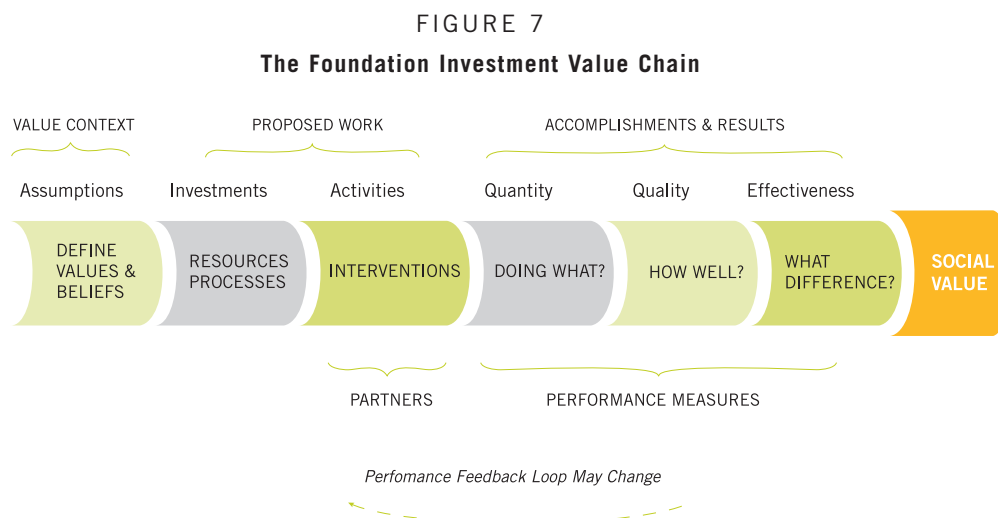 FIGURE 7
The Foundation Investment Value Chain
VALUE CONTEXT
PROPOSED WORK
ACCOMPLISHMENTS & RESULTS
Assumptions
Investments
Activities
Quantity
Quality
Effectiveness
DEFINE
VALUES &
BELIEFS
RESOURCES
PROCESSES
INTERVENTIONS
DOING WHAT?
HOW WELL?
WHAT
DIFFERENCE?
SOCIAL
VALUE
PARTNERS
PERFORMANCE MEASURES
Perfomance Feedback Loop May Change